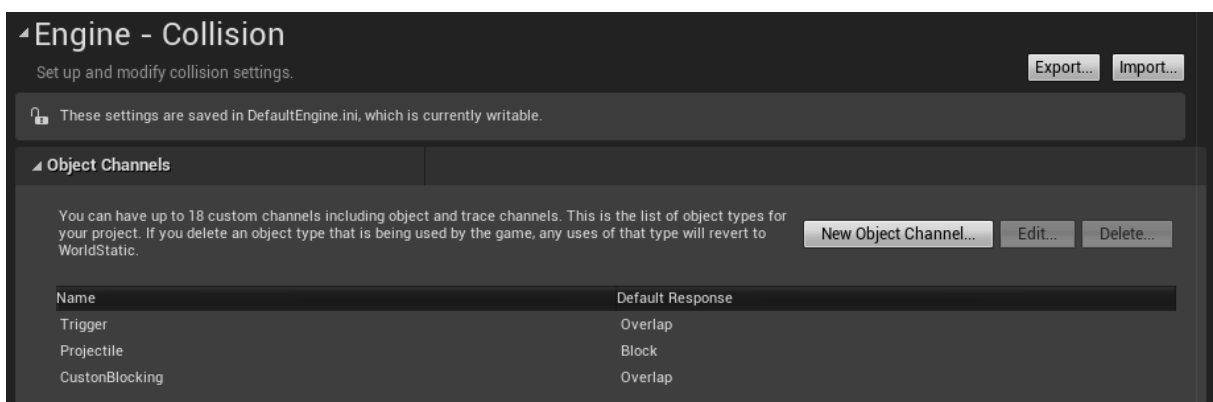 Engine - Collision
Set up and modify collision settings.
Export... Import...
These settings are saved in DefaultEngine.ini, which is currently writable.
Object Channels
You can have up to 18 custom channels including object and trace channels. This is the list of object types for
your project. If you delete an object type that is being used by the game, any uses of that type will revert to
WorldStatic.
New Object Channel... Edit... Delete...
Name Default Response
Trigger Overlap
Projectile Block
CustonBlocking Overlap